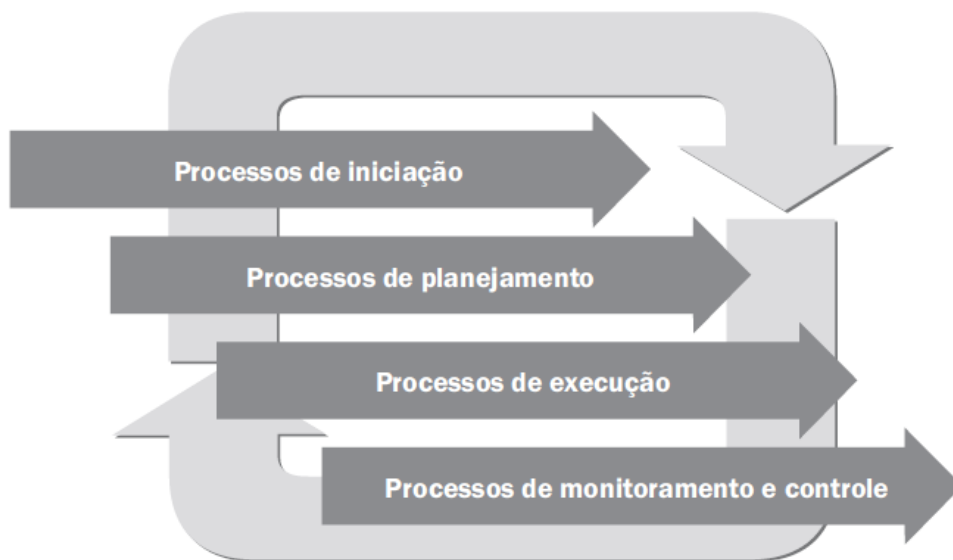 Processos de iniciação
Processos de planejamento
Processos de execução
Processos de monitoramento e controle